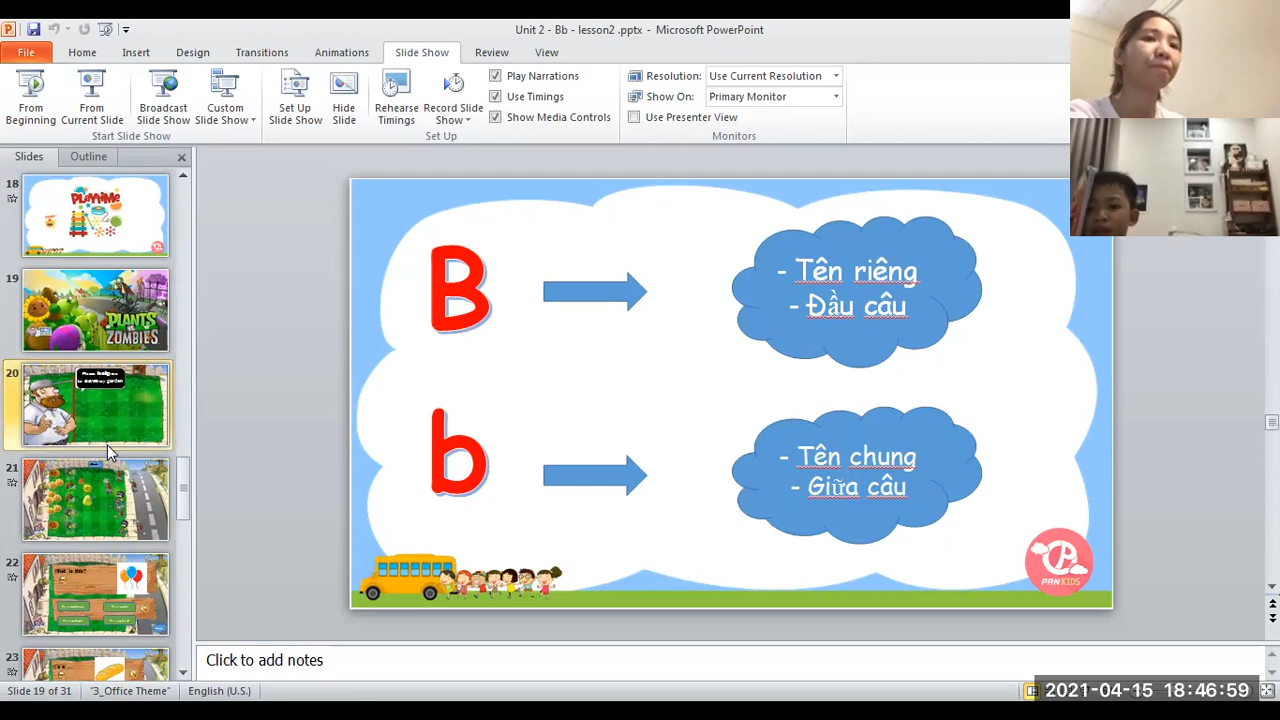 Unit 2 - Bb - lesson2 .pptx - Microsoft PowerPoint
File
Home
Insert
Design
Transitions
Animations
Slide Show
Review
View
From Beginning
From Current Slide
Broadcast Slide Show
Custom Slide Show
Set Up Slide Show
Hide Slide
Rehearse Timings
Record Slide Show
Play Narrations
Use Timings
Show Media Controls
Resolution:
Use Current Resolution
Show On:
Primary Monitor
Use Presenter View
Start Slide Show
Set Up
Monitors
Slides
Outline
18
PLAYTIME
19
PLANTS
VS.
ZOMBIES
20
21
22
What is this?
23
B
- Tên riêng
- Đầu câu
b
- Tên chung
- Giữa câu
PAN KIDS
Click to add notes
Slide 19 of 31
"3_Office Theme"
English (U.S.)
2021-04-15 18:46:59